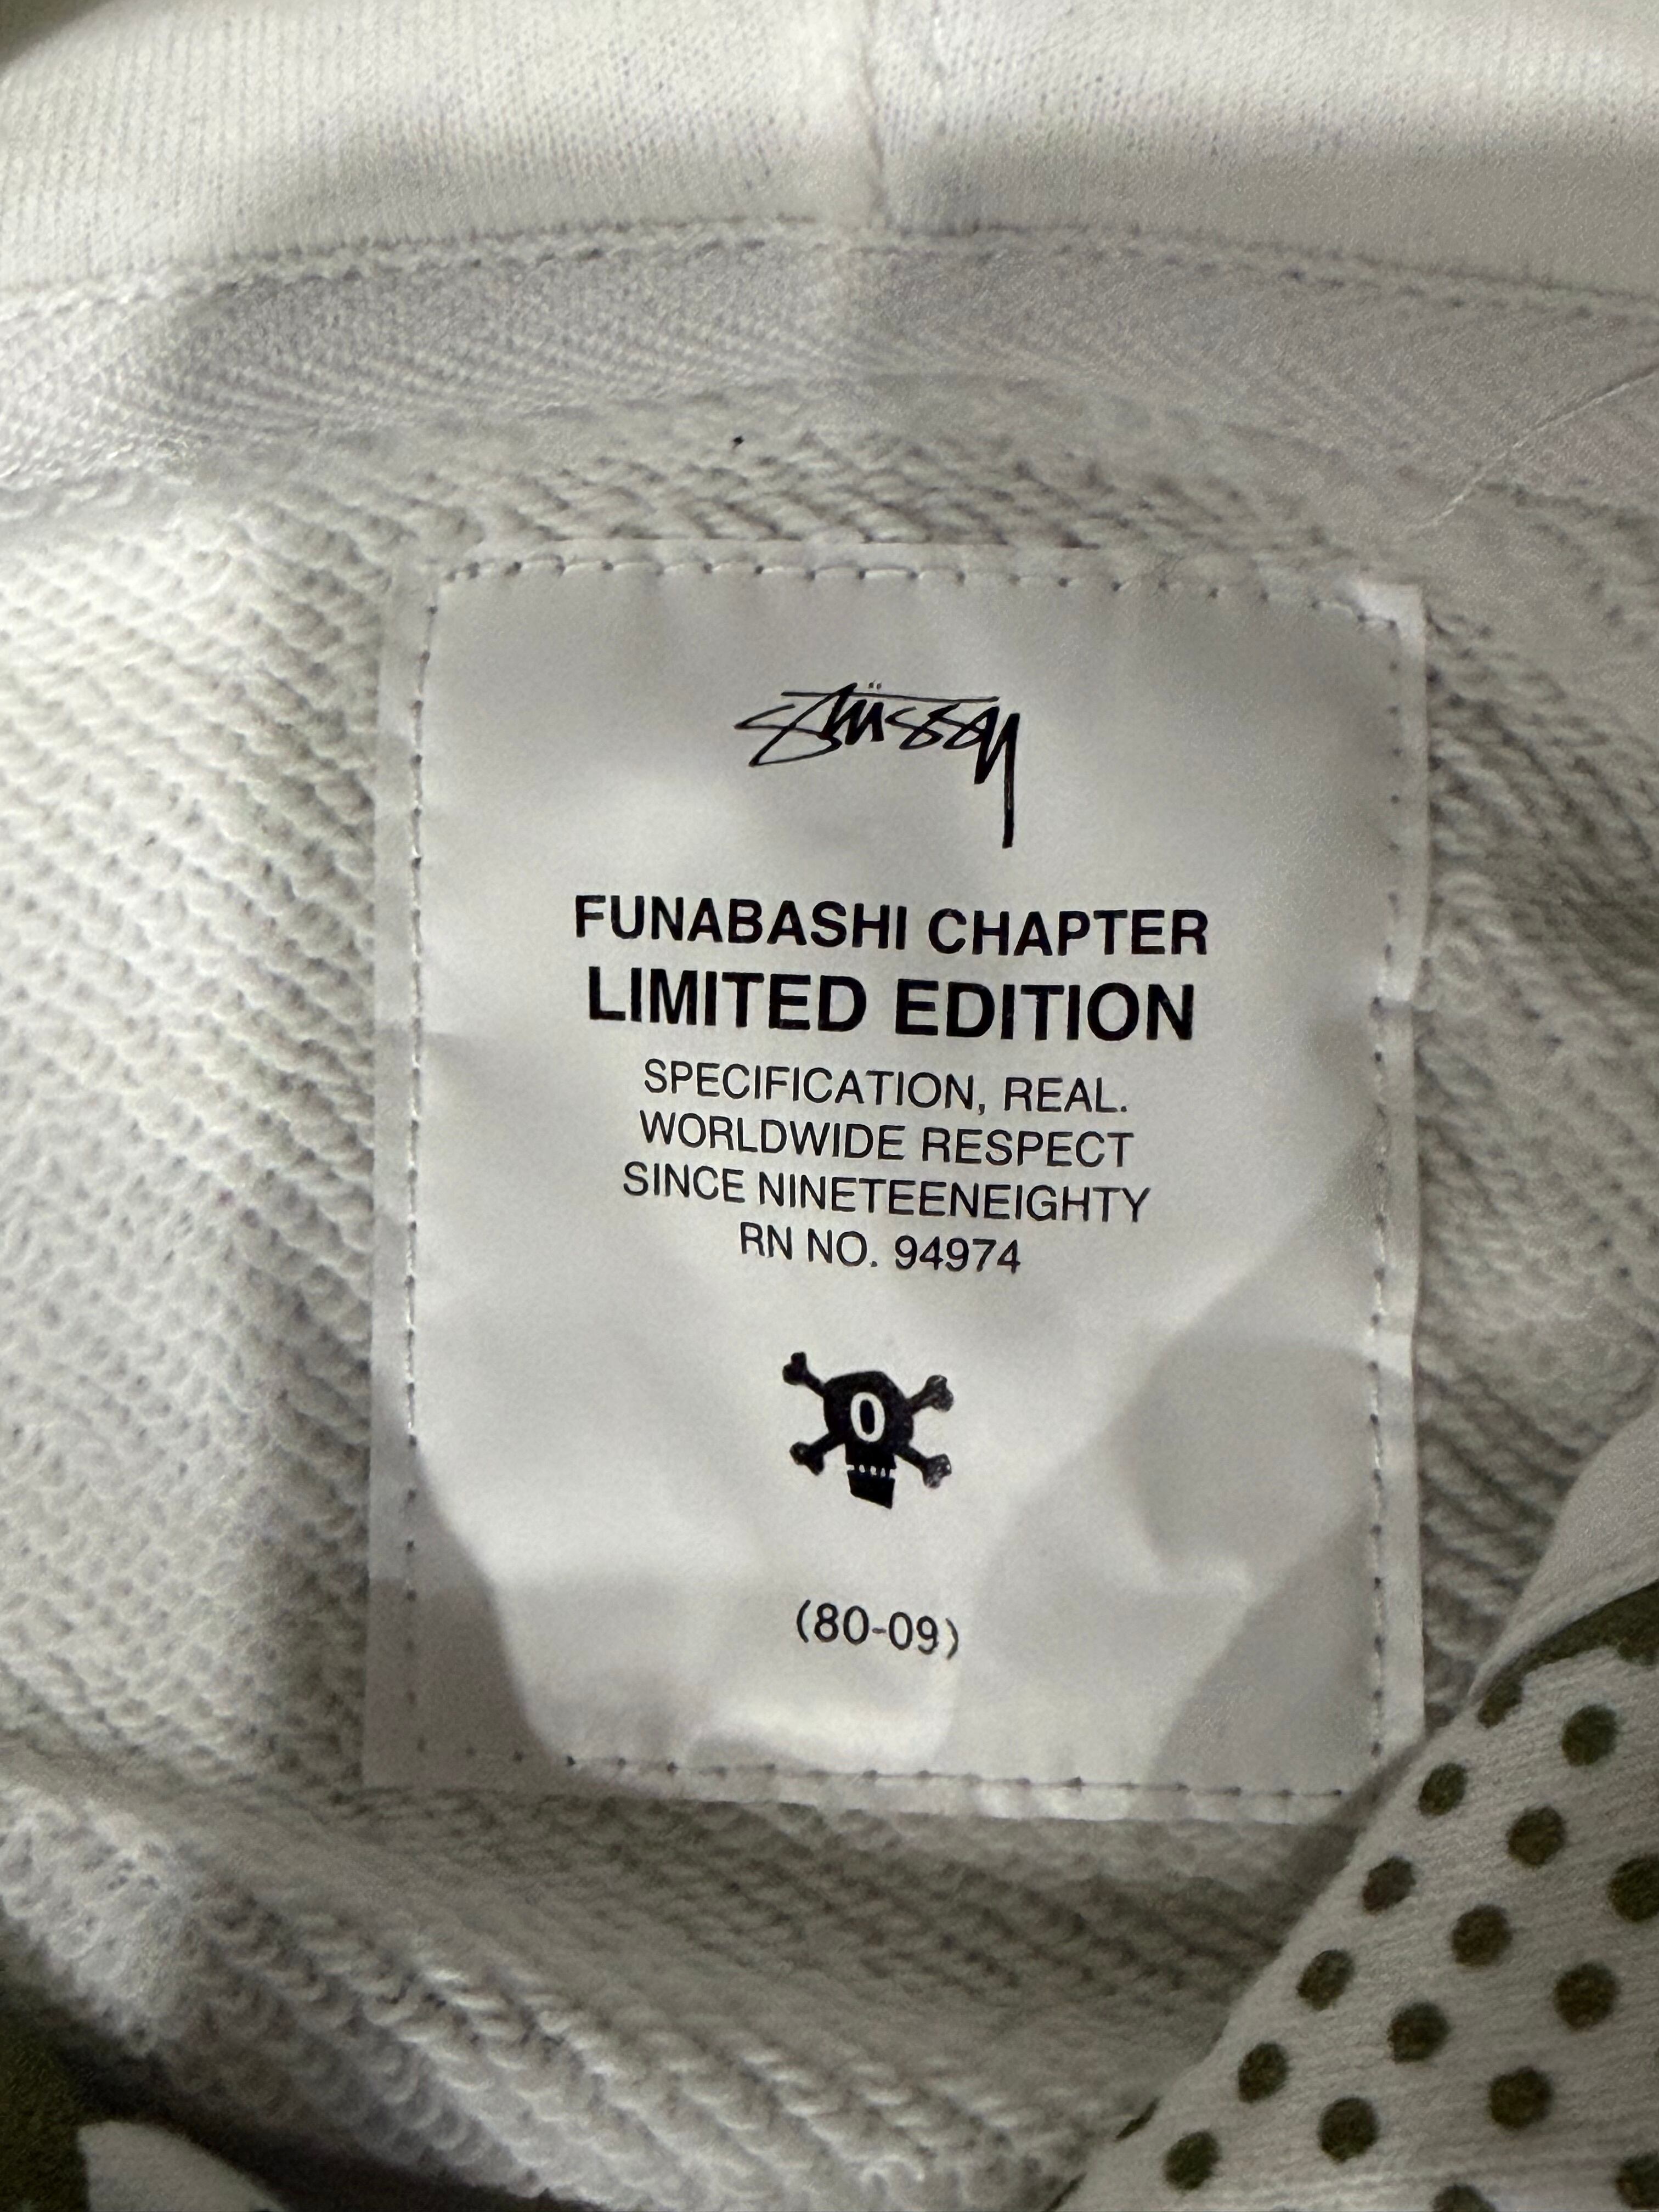 Stüssy
FUNABASHI CHAPTER
LIMITED EDITION
SPECIFICATION, REAL.
WORLDWIDE RESPECT
SINCE NINETEENEIGHTY
RN NO. 94974
0
(80-09)